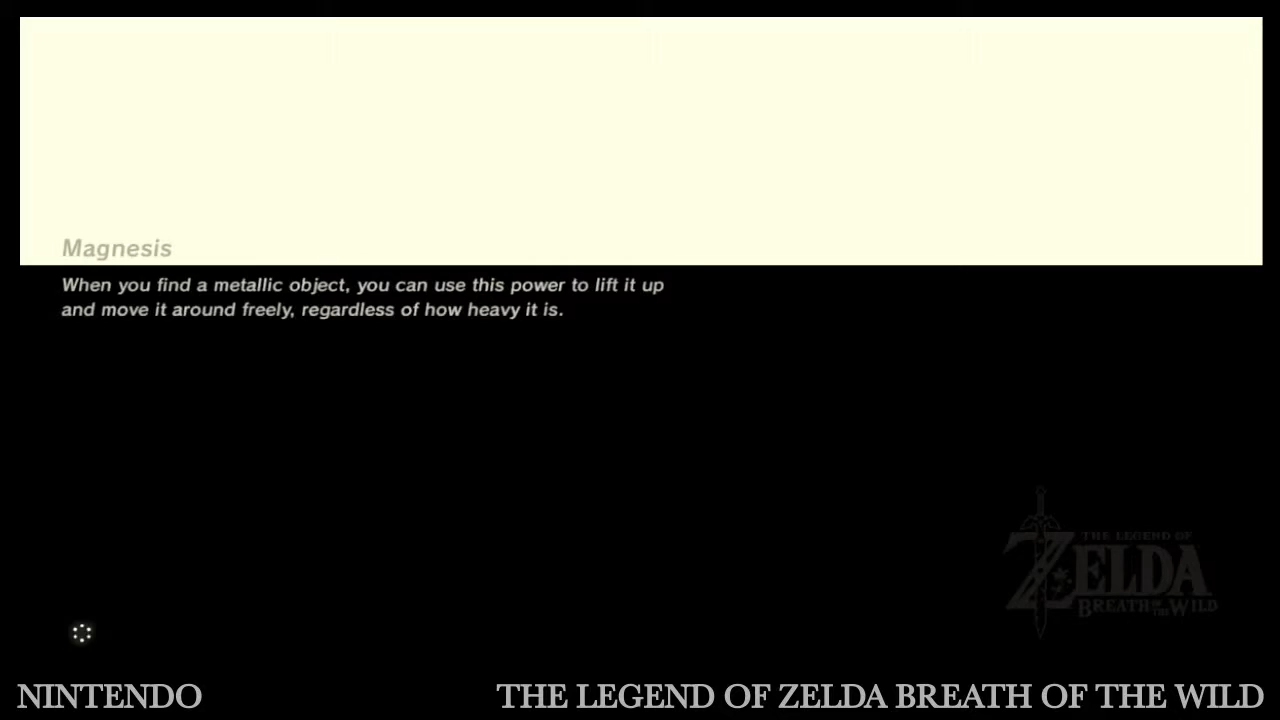 Magnesis
When you find a metallic object, you can use this power to lift it up
and move it around freely, regardless of how heavy it is.
THE LEGEND OF
ZELDA
BREATH OF THE WILD
NINTENDO
THE LEGEND OF ZELDA BREATH OF THE WILD